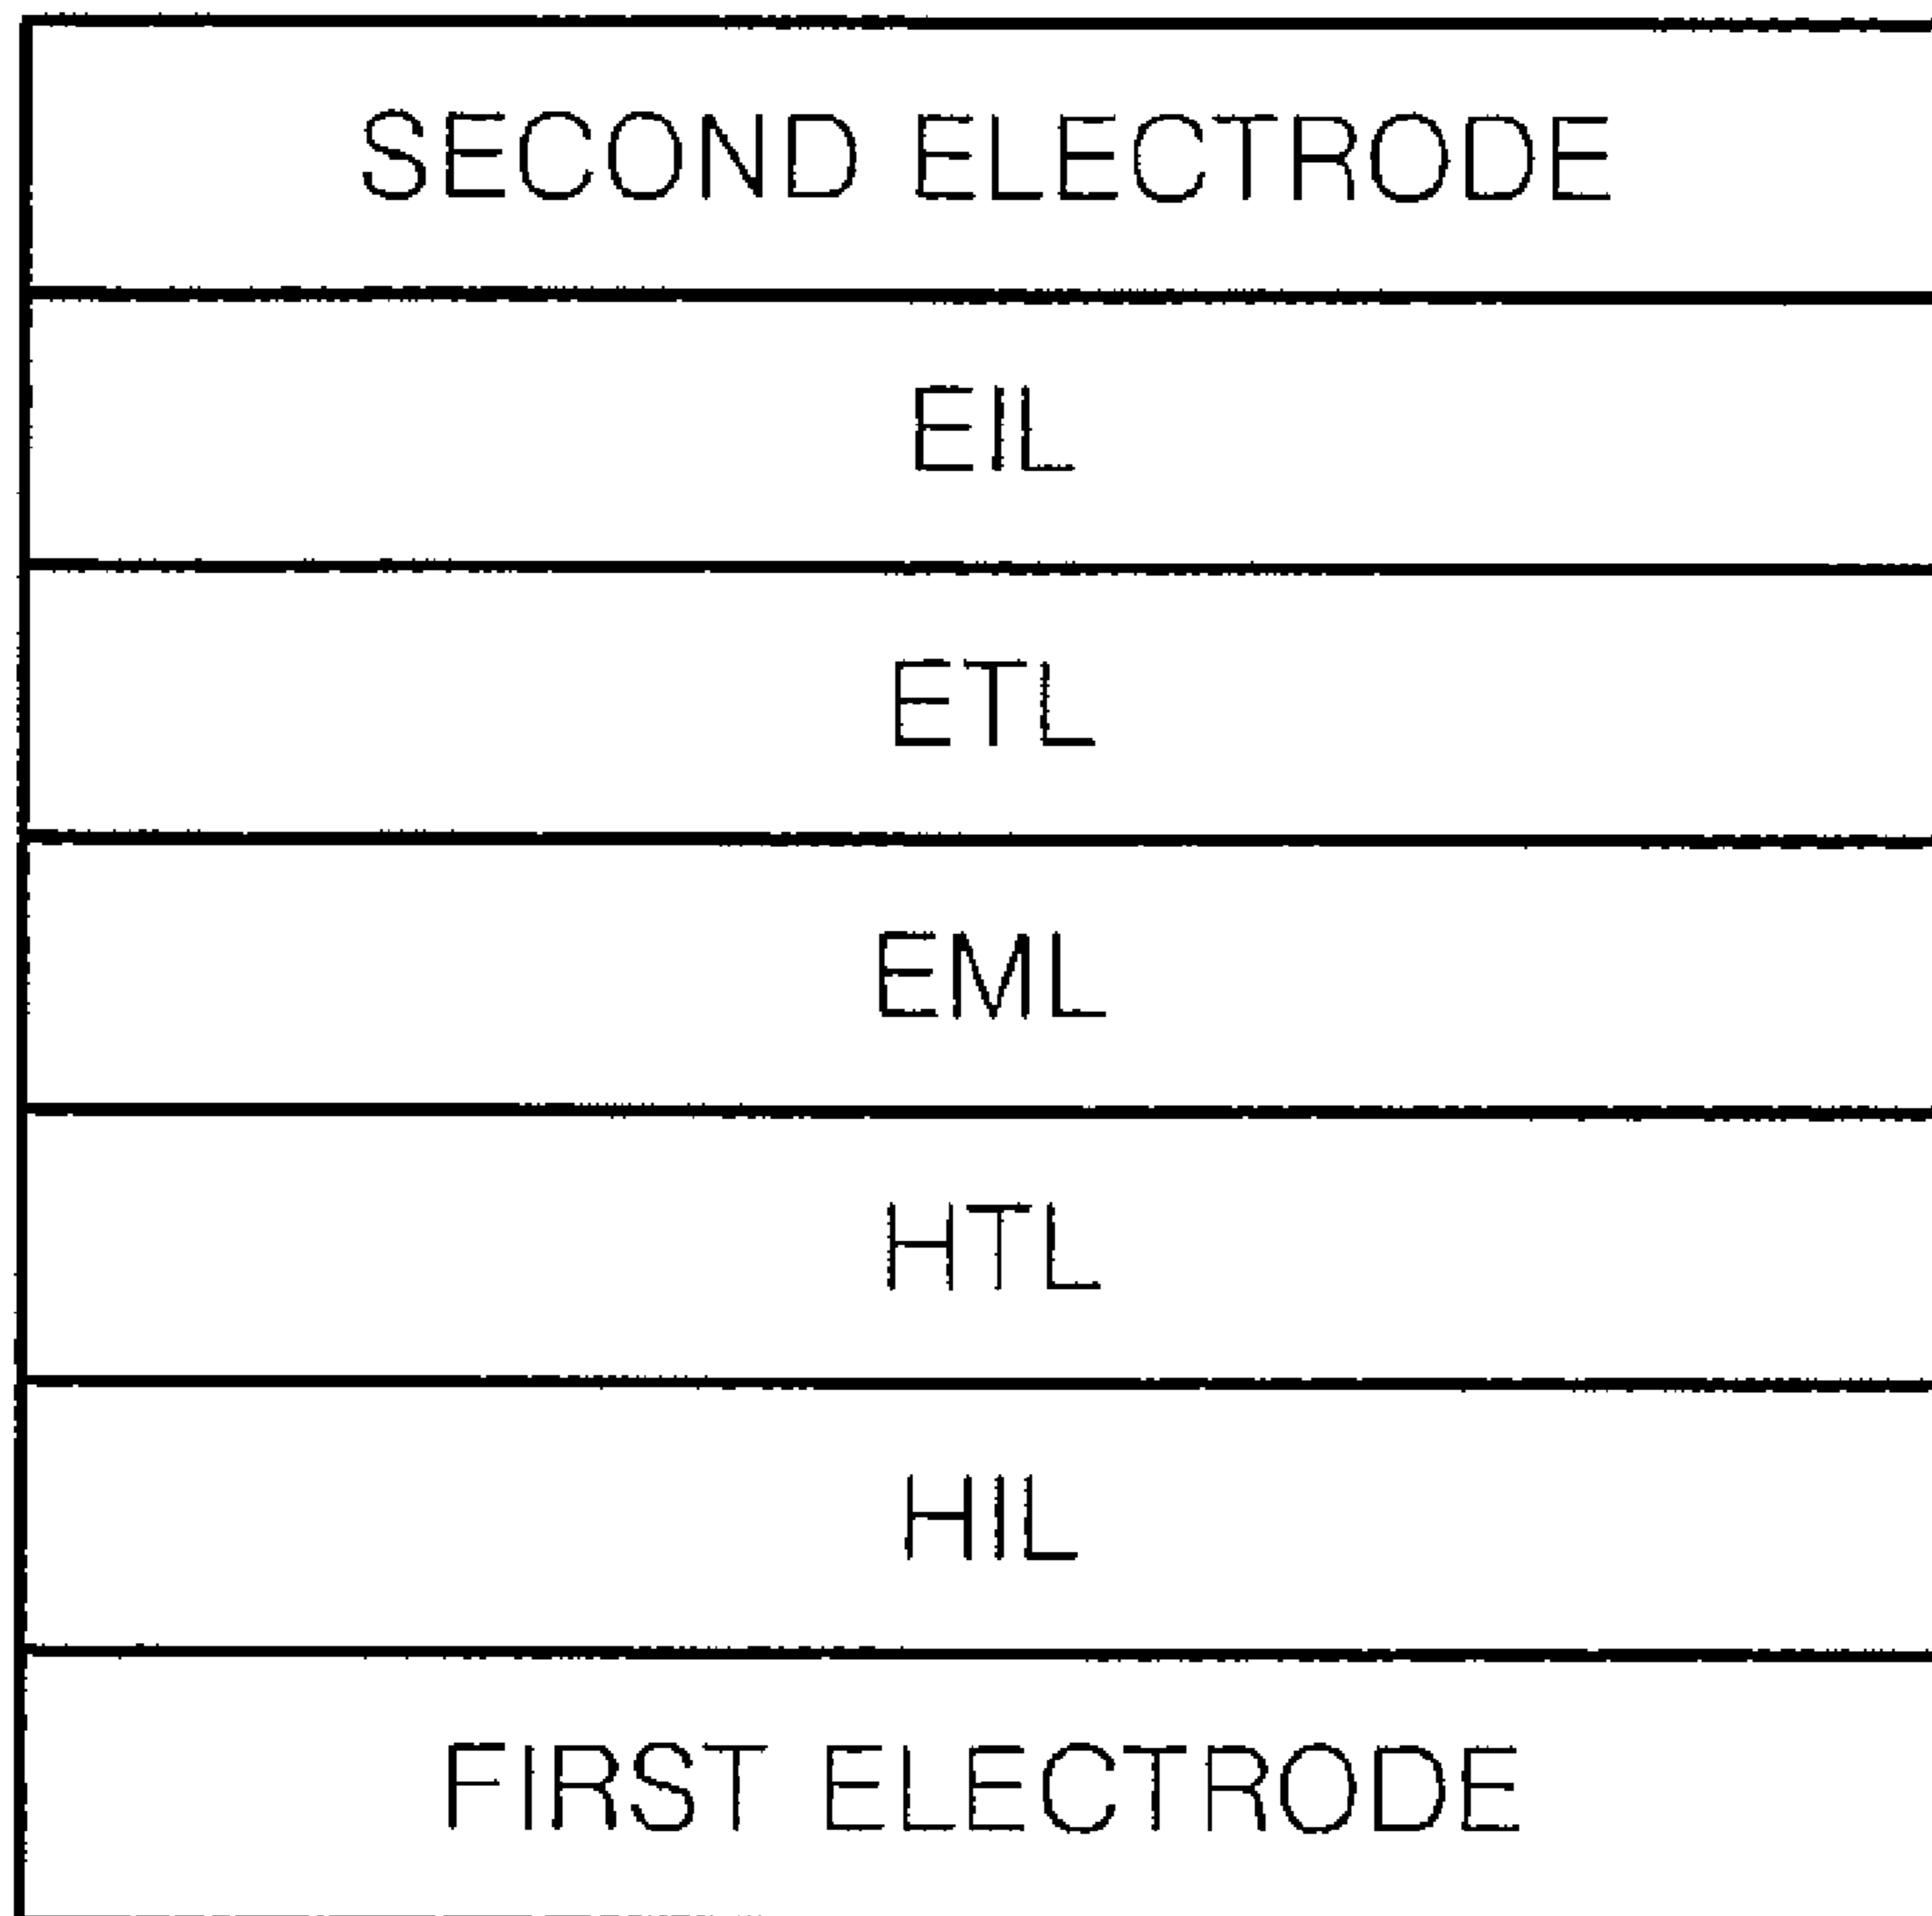 SECOND ELECTRODE
EIL
ETL
EML
HTL
HIL
FIRST ELECTRODE